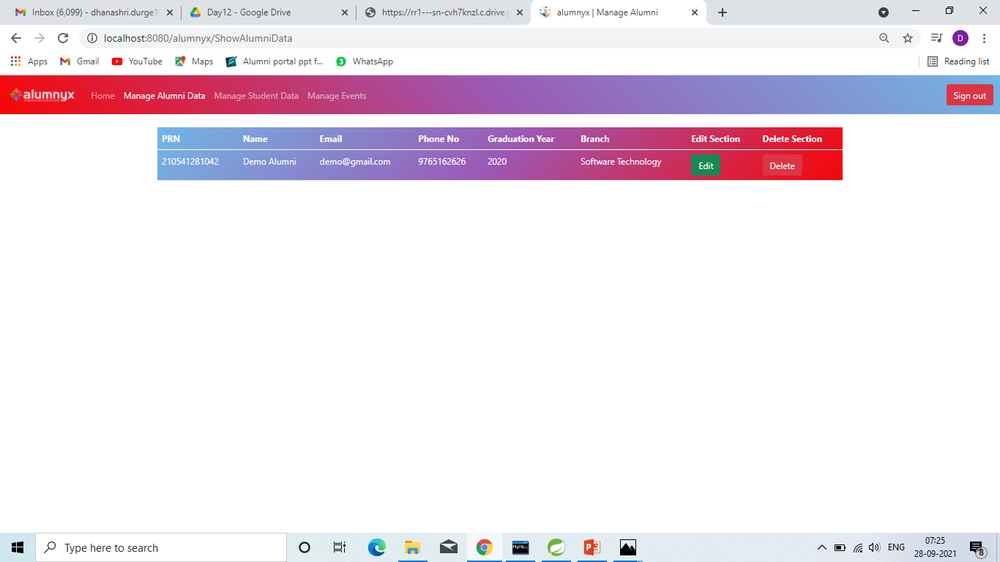 Inbox (6,099) - dhanashri.durge1 Day12 - Google Drive https://rr1---sn-cvh7knzl.c.drive.g alumnyx | Manage Alumni
localhost:8080/alumnyx/ShowAlumniData D
Apps Gmail YouTube Maps Alumni portal ppt f... 3 WhatsApp Reading list
alumnyx Home Manage Alumni Data Manage Student Data Manage Events Sign out
PRN Name Email Phone No Graduation Year Branch Edit Section Delete Section
210541281042 Demo Alumni demo@gmail.com 9765162626 2020 Software Technology Edit Delete
Type here to search MySQL ENG 07:25
28-09-2021 8